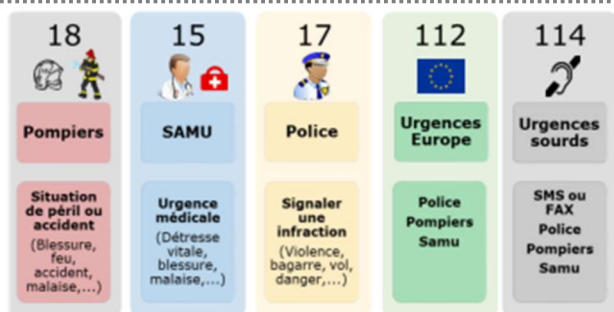 18
Pompiers
Situation
de péril ou
accident
(Blessure,
feu,
accident,
malaise,...)
15
SAMU
Urgence
médicale
(Détresse
vitale,
blessure,
malaise,...)
17
Police
Signaler
une
infraction
(Violence,
bagarre, vol,
danger,...)
112
Urgences
Europe
Police
Pompiers
Samu
114
Urgences
sourds
SMS ou
FAX
Police
Pompiers
Samu